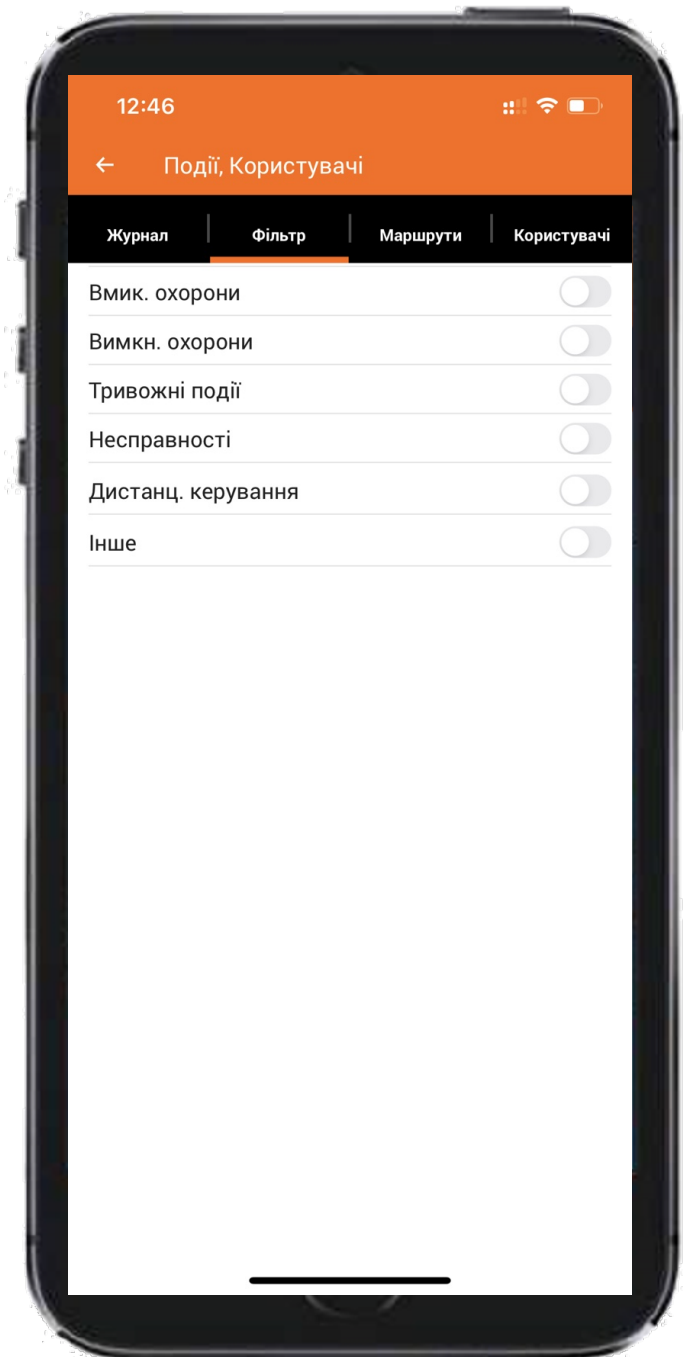 12:46
Події, Користувачі
Журнал Фільтр Маршрути Користувачі
Вмик. охорони
Вимкн. охорони
Тривожні події
Несправності
Дистанц. керування
Інше